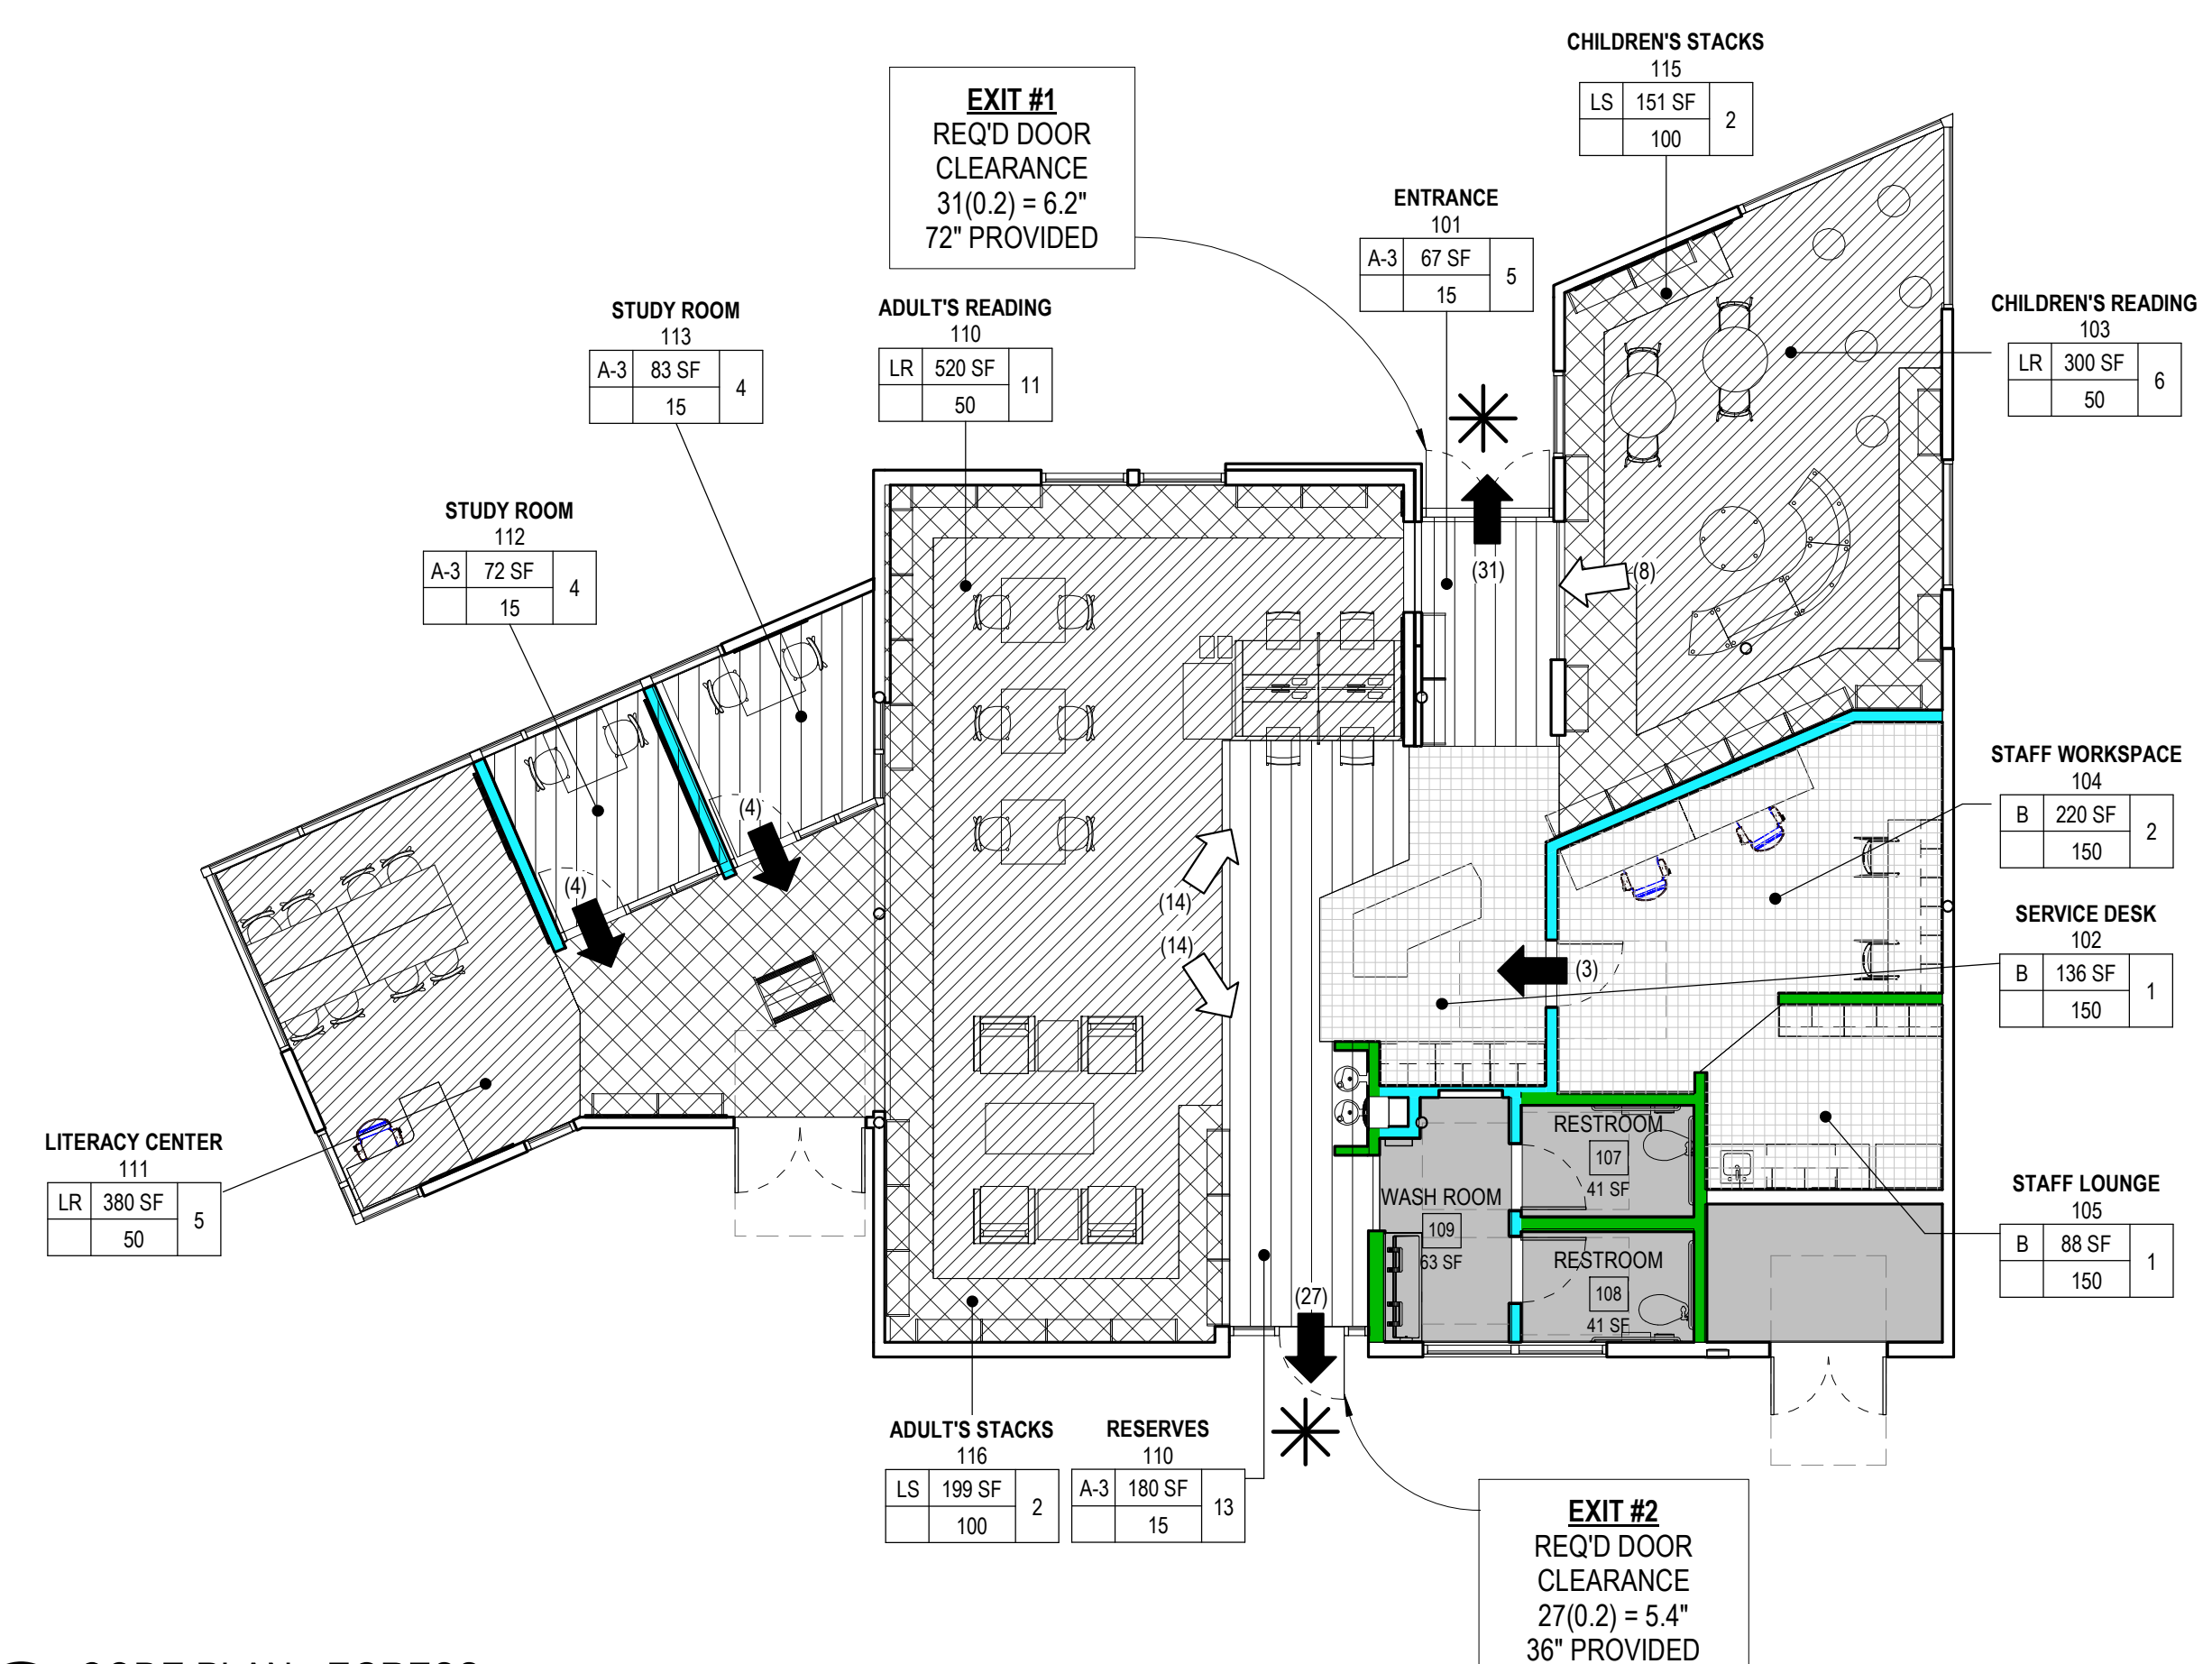 CHILDREN'S STACKS
115
LS 151 SF 2
100
EXIT #1
REQ'D DOOR
CLEARANCE
31(0.2) = 6.2"
72" PROVIDED
ENTRANCE
101
A-3 67 SF 5
15
CHILDREN'S READING
103
LR 300 SF 6
50
STUDY ROOM
113
A-3 83 SF 4
15
ADULT'S READING
110
LR 520 SF 11
50
STUDY ROOM
112
A-3 72 SF 4
15
(31)
(8)
(4)
(4)
(14)
(14)
(3)
(27)
STAFF WORKSPACE
104
B 220 SF 2
150
SERVICE DESK
102
B 136 SF 1
150
LITERACY CENTER
111
LR 380 SF 5
50
RESTROOM
107
41 SF
WASH ROOM
109
63 SF
RESTROOM
108
41 SF
STAFF LOUNGE
105
B 88 SF 1
150
ADULT'S STACKS
116
LS 199 SF 2
100
RESERVES
110
A-3 180 SF 13
15
EXIT #2
REQ'D DOOR
CLEARANCE
27(0.2) = 5.4"
36" PROVIDED